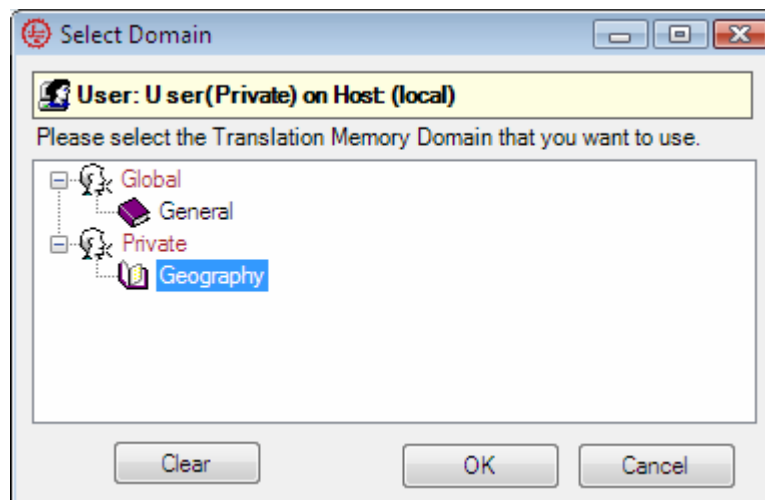 Select Domain
User: U ser(Private) on Host: (local)
Please select the Translation Memory Domain that you want to use.
Global
General
Private
Geography
Clear OK Cancel